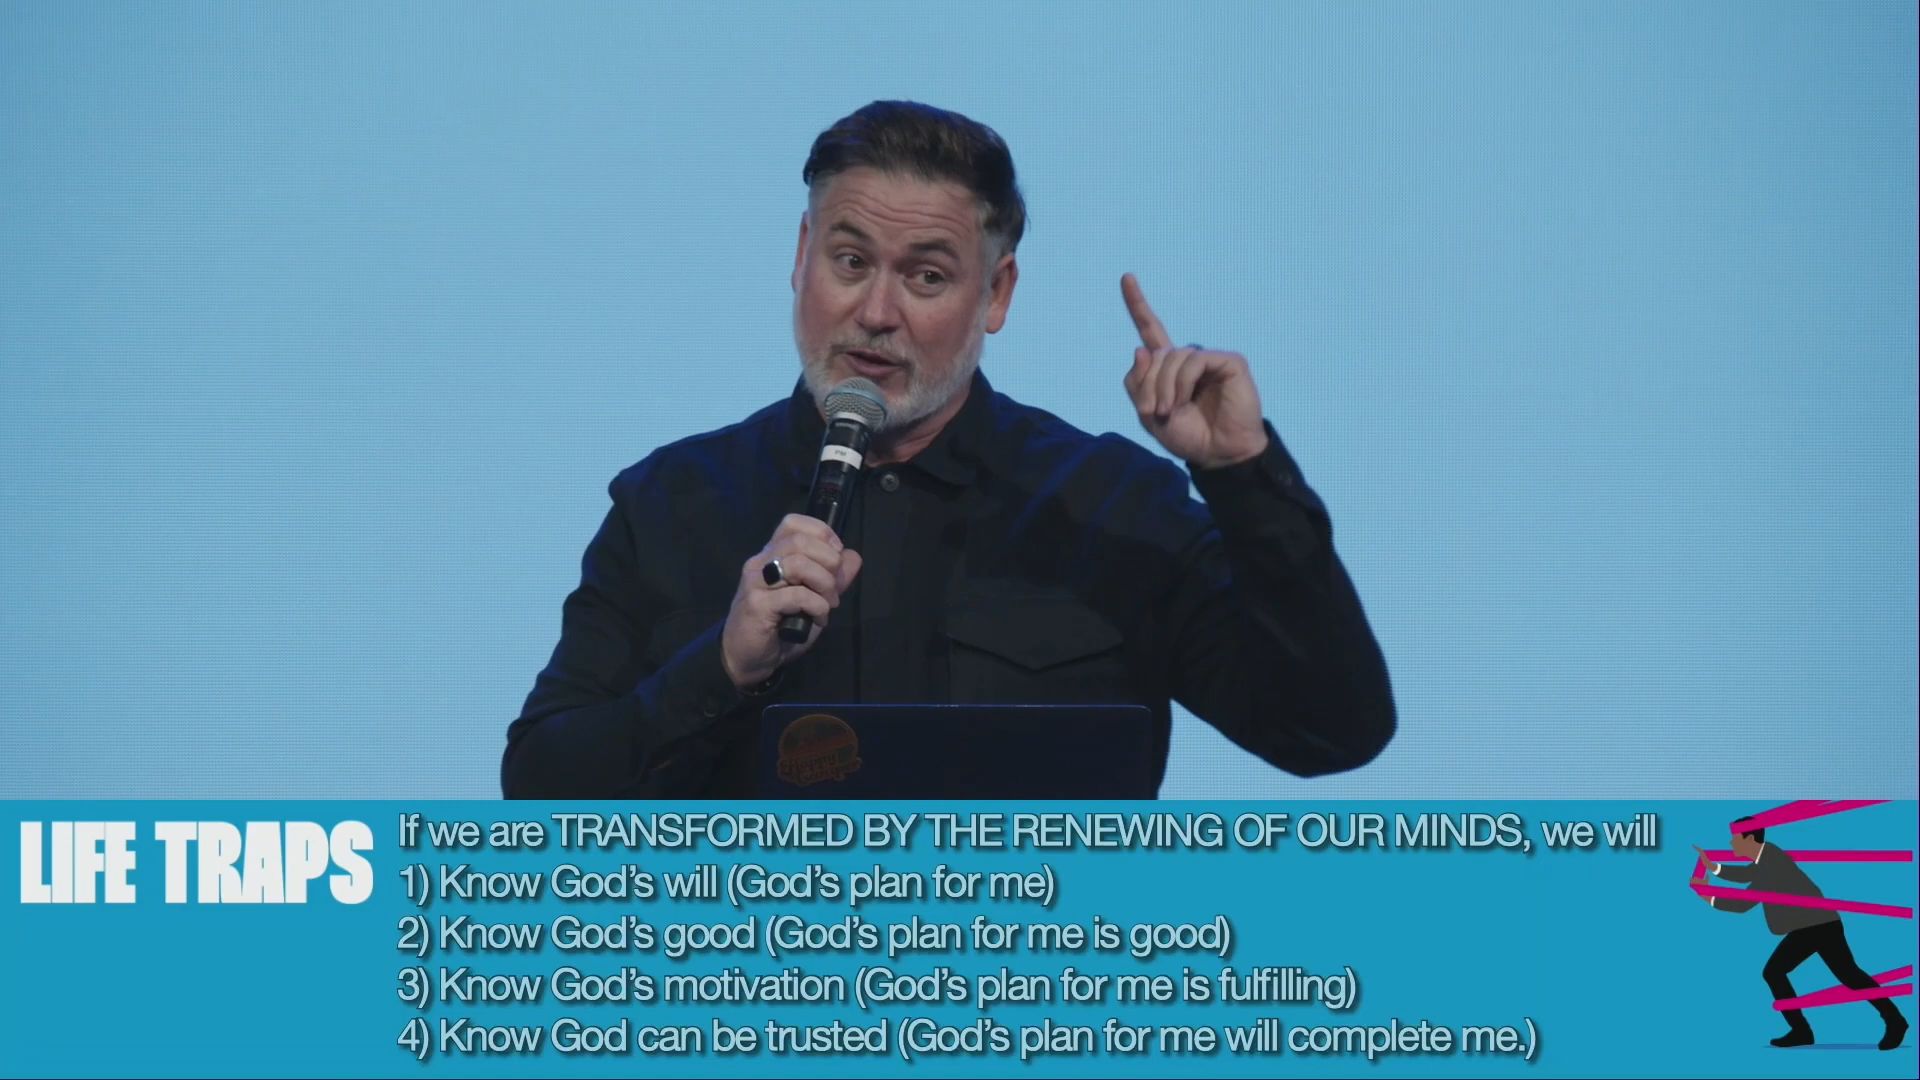 PM
LIFE TRAPS
If we are TRANSFORMED BY THE RENEWING OF OUR MINDS, we will
1) Know God’s will (God’s plan for me)
2) Know God’s good (God’s plan for me is good)
3) Know God’s motivation (God’s plan for me is fulfilling)
4) Know God can be trusted (God’s plan for me will complete me.)